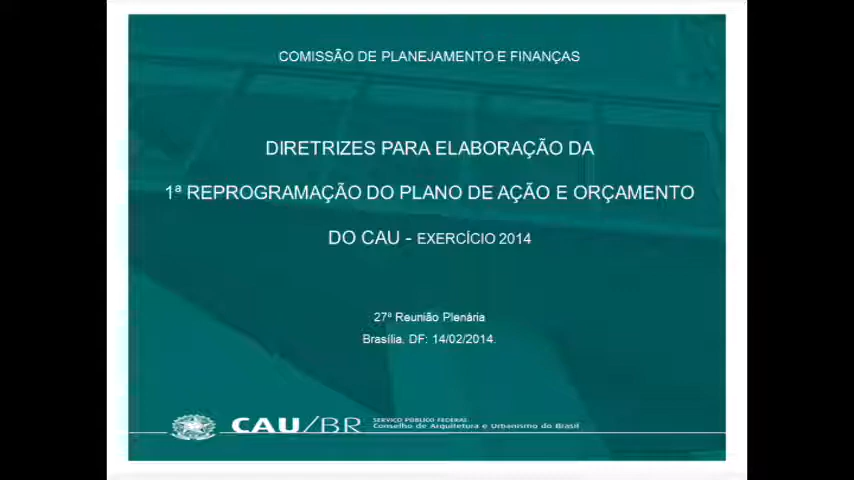 COMISSÃO DE PLANEJAMENTO E FINANÇAS
DIRETRIZES PARA ELABORAÇÃO DA
1ª REPROGRAMAÇÃO DO PLANO DE AÇÃO E ORÇAMENTO
DO CAU - EXERCÍCIO 2014
27ª Reunião Plenária
Brasília, DF: 14/02/2014.
CAU/BR
SERVIÇO PÚBLICO FEDERAL
Conselho de Arquitetura e Urbanismo do Brasil